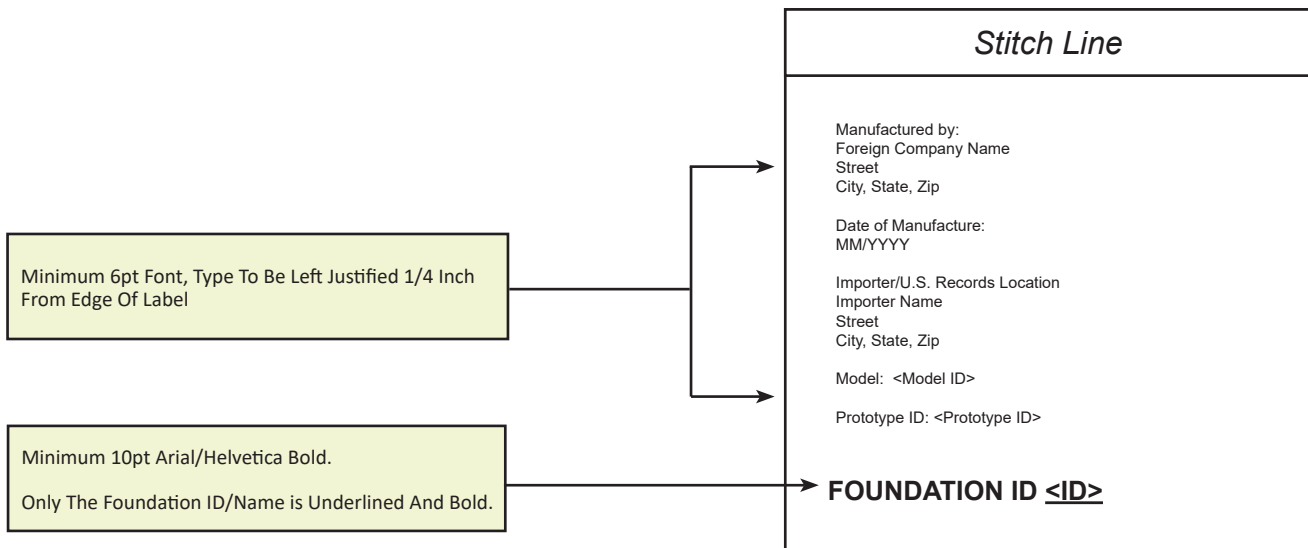 Stitch Line
Manufactured by:
Foreign Company Name
Street
City, State, Zip
Date of Manufacture:
MM/YYYY
Importer/U.S. Records Location
Importer Name
Street
City, State, Zip
Model: <Model ID>
Prototype ID: <Prototype ID>
FOUNDATION ID <ID>
Minimum 6pt Font, Type To Be Left Justified 1/4 Inch
From Edge Of Label
Minimum 10pt Arial/Helvetica Bold.
Only The Foundation ID/Name is Underlined And Bold.